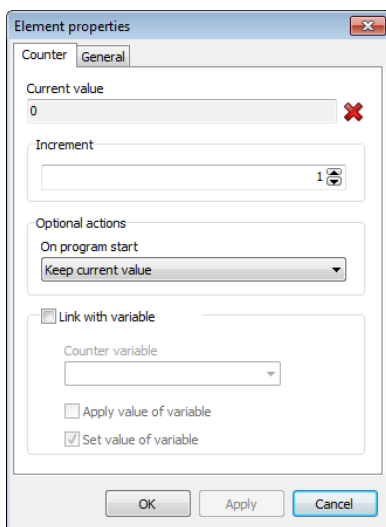 Element properties
Counter General
Current value
0
Increment
1
Optional actions
On program start
Keep current value
Link with variable
Counter variable
Apply value of variable
Set value of variable
OK Apply Cancel